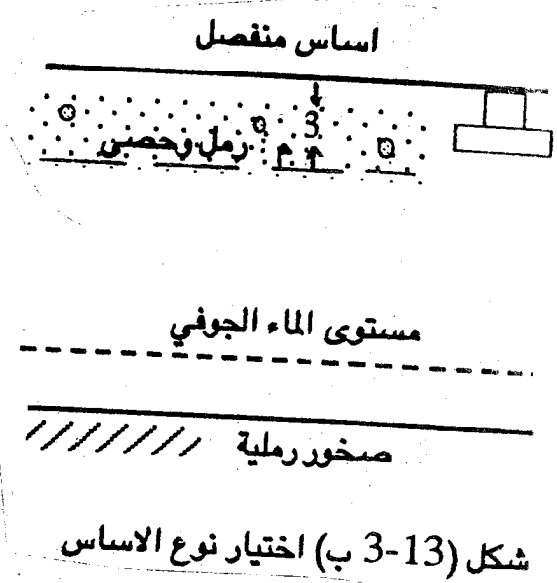 اساس منفصل
3 م
رمل وحصى
مستوى الماء الجوفي
صخور رملية
شكل (13-3 ب) اختيار نوع الاساس